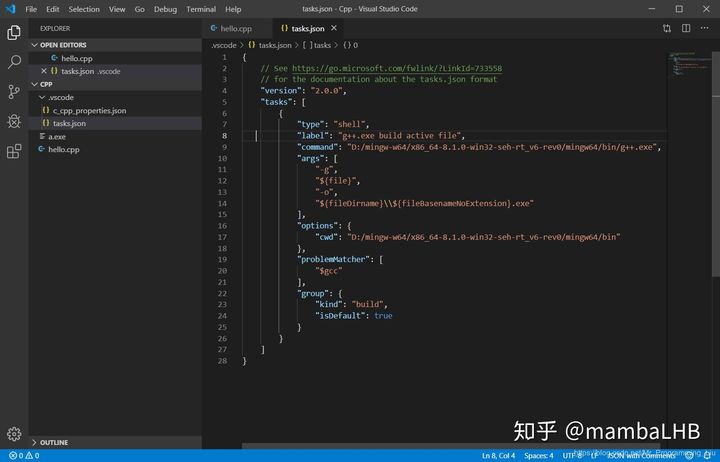 File Edit Selection View Go Debug Terminal Help
tasks.json - Cpp - Visual Studio Code
EXPLORER
OPEN EDITORS
hello.cpp
tasks.json .vscode
CPP
.vscode
c_cpp_properties.json
tasks.json
a.exe
hello.cpp
OUTLINE
hello.cpp
tasks.json
.vscode > tasks.json > [ ] tasks > { } 0
1 {
2 // See https://go.microsoft.com/fwlink/?LinkId=733558
3 // for the documentation about the tasks.json format
4 "version": "2.0.0",
5 "tasks": [
6 {
7 "type": "shell",
8 "label": "g++.exe build active file",
9 "command": "D:/mingw-w64/x86_64-8.1.0-win32-seh-rt_v6-rev0/mingw64/bin/g++.exe",
10 "args": [
11 "-g",
12 "${file}",
13 "-o",
14 "${fileDirname}\\${fileBasenameNoExtension}.exe"
15 ],
16 "options": {
17 "cwd": "D:/mingw-w64/x86_64-8.1.0-win32-seh-rt_v6-rev0/mingw64/bin"
18 },
19 "problemMatcher": [
20 "$gcc"
21 ],
22 "group": {
23 "kind": "build",
24 "isDefault": true
25 }
26 }
27 ]
28 }
知乎 @mambaLHB
0 0
Ln 8, Col 4 Spaces: 4 UTF-8 LF JSON with Comments